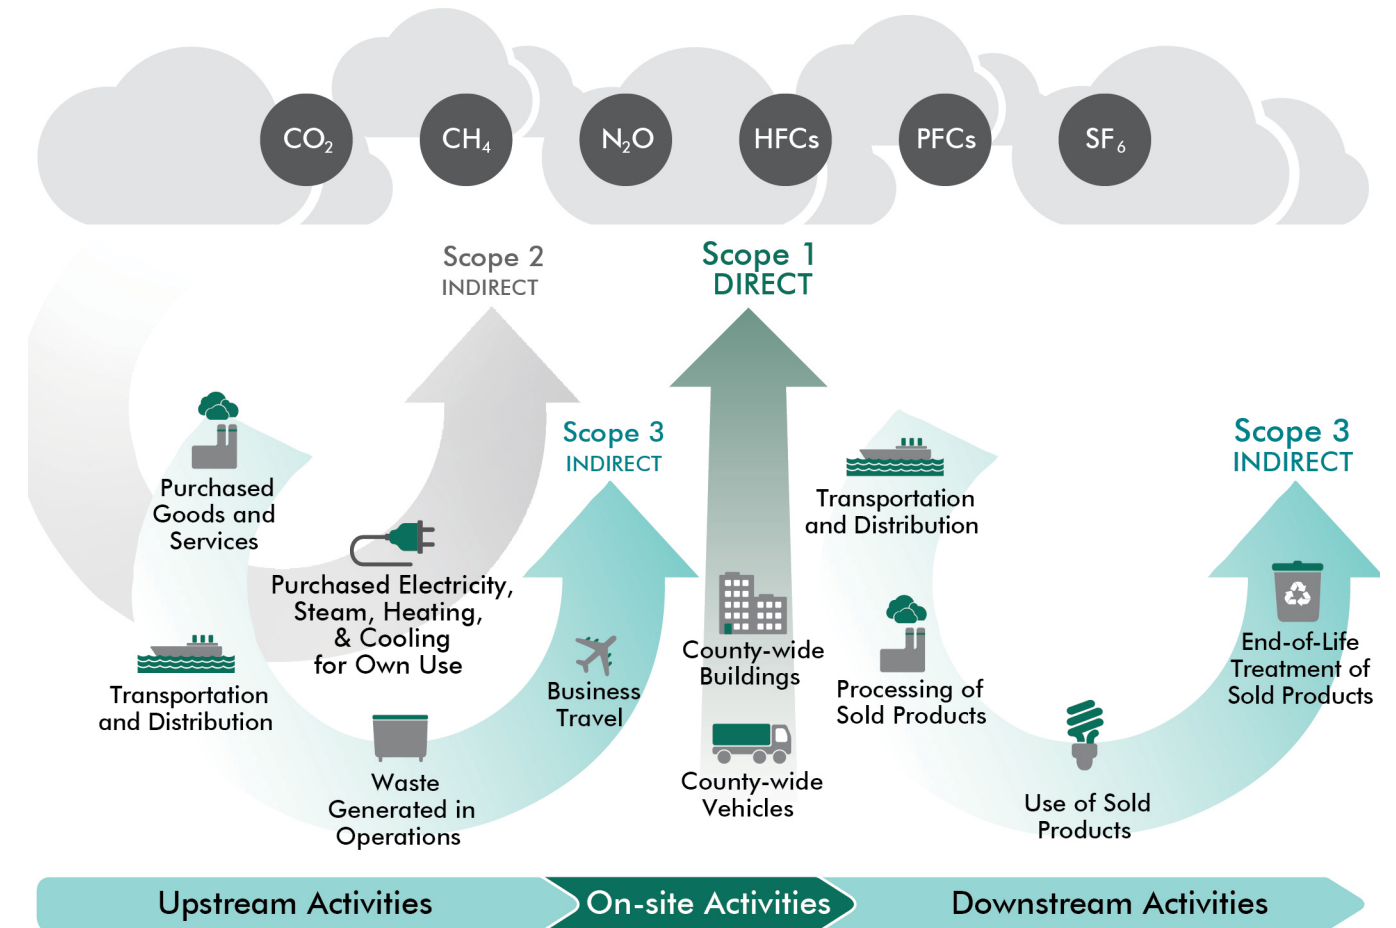 CO₂
CH₄
N₂O
HFCs
PFCs
SF₆
Scope 2
INDIRECT
Scope 1
DIRECT
Scope 3
INDIRECT
Scope 3
INDIRECT
Purchased
Goods and
Services
Purchased Electricity,
Steam, Heating,
& Cooling
for Own Use
Transportation
and Distribution
Waste
Generated in
Operations
Business
Travel
County-wide
Buildings
County-wide
Vehicles
Transportation
and Distribution
Processing of
Sold Products
Use of Sold
Products
End-of-Life
Treatment of
Sold Products
Upstream Activities
On-site Activities
Downstream Activities